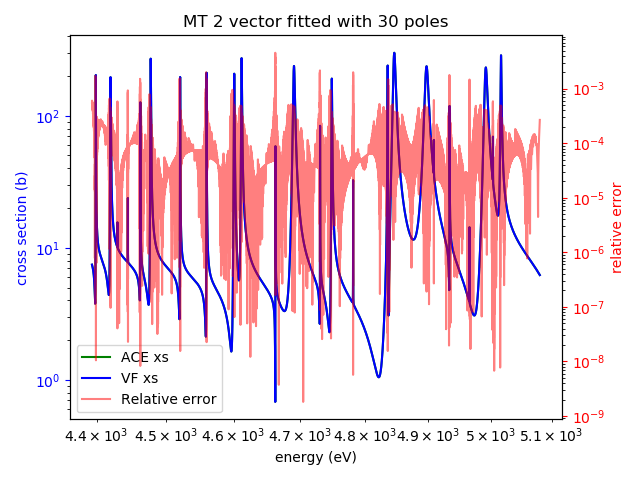 MT 2 vector fitted with 30 poles
cross section (b)
10²
10¹
10⁰
10⁻³
10⁻⁴
10⁻⁵
10⁻⁶
10⁻⁷
10⁻⁸
10⁻⁹
relative error
ACE xs
VF xs
Relative error
4.4 × 10³ 4.5 × 10³ 4.6 × 10³ 4.7 × 10³ 4.8 × 10³ 4.9 × 10³ 5 × 10³ 5.1 × 10³
energy (eV)